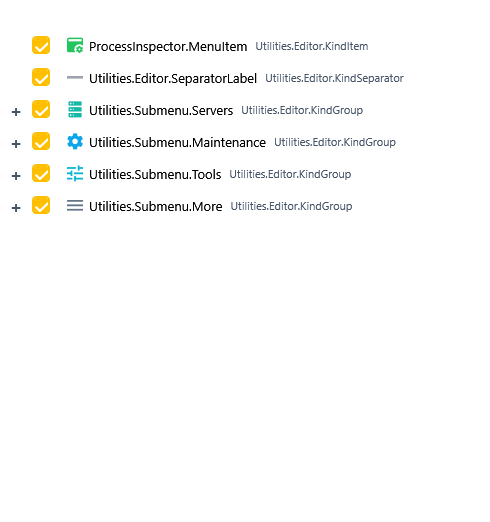 ProcessInspector.MenuItem Utilities.Editor.KindItem
Utilities.Editor.SeparatorLabel Utilities.Editor.KindSeparator
Utilities.Submenu.Servers Utilities.Editor.KindGroup
Utilities.Submenu.Maintenance Utilities.Editor.KindGroup
Utilities.Submenu.Tools Utilities.Editor.KindGroup
Utilities.Submenu.More Utilities.Editor.KindGroup